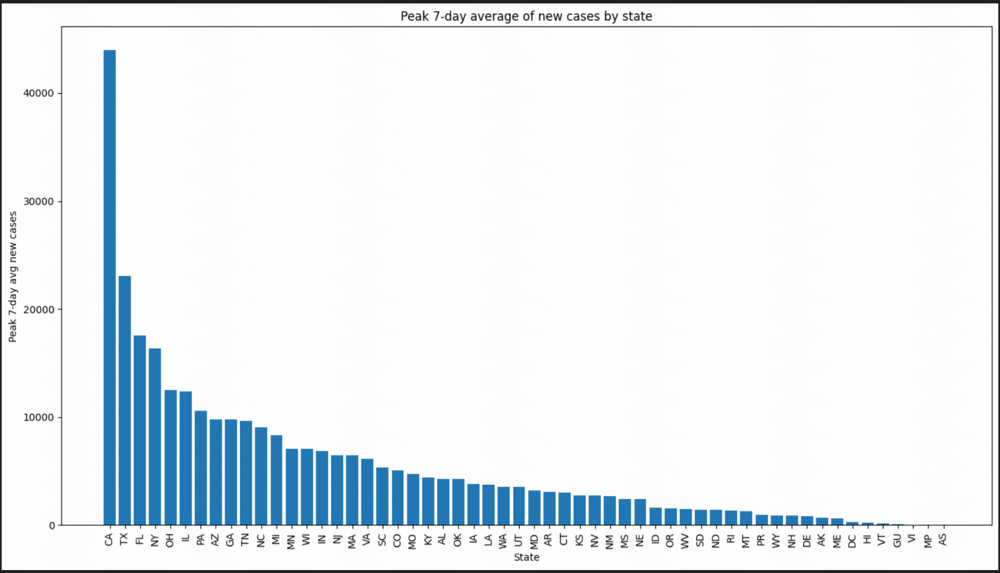 Peak 7-day average of new cases by state
Peak 7-day avg new cases
40000
30000
20000
10000
0
CA TX FL NY OH IL PA AZ GA TN NC MI MN WI IN NJ MA VA SC CO MO KY AL OK IA LA WA UT MD AR CT KS NV NM MS NE ID OR WV SD ND RI MT PR WY NH DE AK ME DC HI VT GU VI MP AS
State